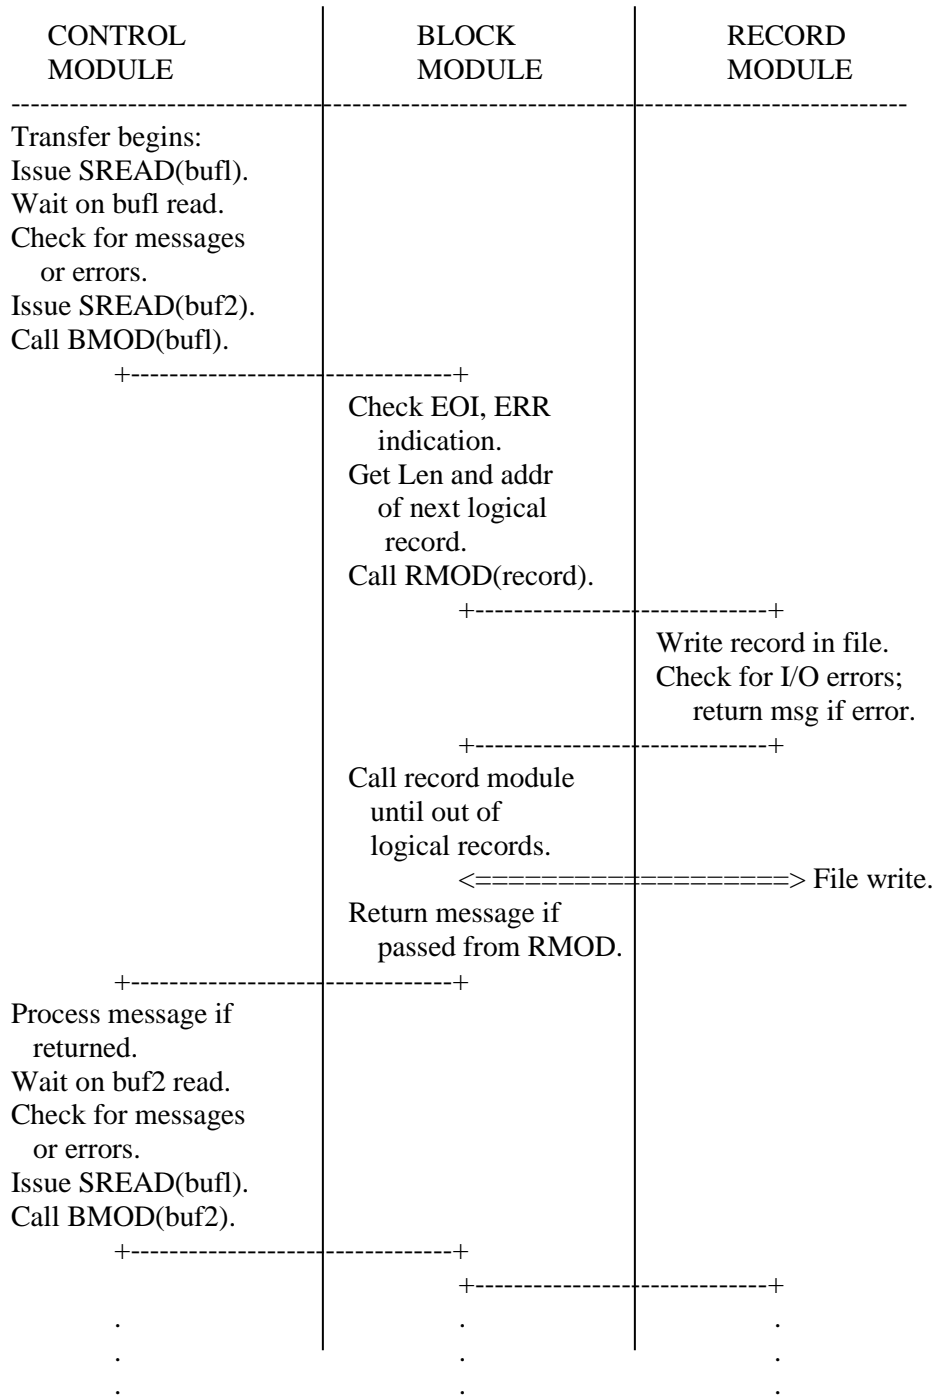 CONTROL BLOCK RECORD
MODULE MODULE MODULE
--------------------------------------------------------------------------------------------
Transfer begins:
Issue SREAD(bufl).
Wait on bufl read.
Check for messages
or errors.
Issue SREAD(buf2).
Call BMOD(bufl).
+---------------------------------+
Check EOI, ERR
indication.
Get Len and addr
of next logical
record.
Call RMOD(record).
+------------------------------+
Write record in file.
Check for I/O errors;
return msg if error.
+------------------------------+
Call record module
until out of
logical records.
<===================> File write.
Return message if
passed from RMOD.
+---------------------------------+
Process message if
returned.
Wait on buf2 read.
Check for messages
or errors.
Issue SREAD(bufl).
Call BMOD(buf2).
+---------------------------------+
+------------------------------+
. . .
. . .
. . .